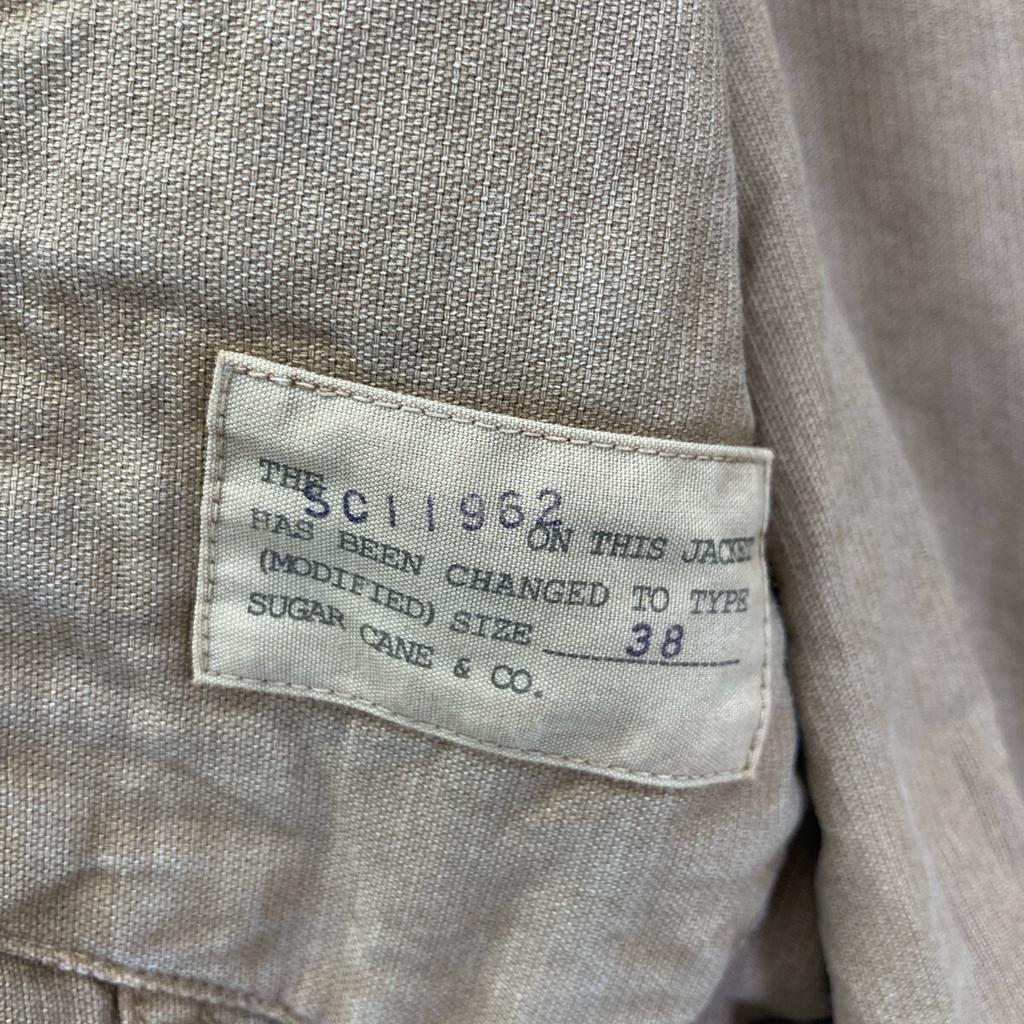 THE SC11962 ON THIS JACKET
HAS BEEN CHANGED TO TYPE
(MODIFIED) SIZE 38
SUGAR CANE & CO.